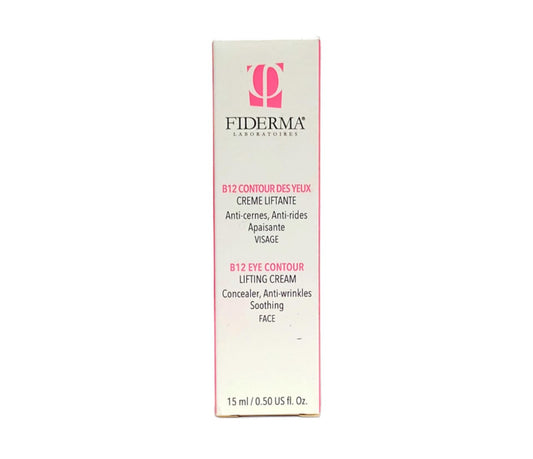 FIDERMA®
LABORATOIRES
B12 CONTOUR DES YEUX
CREME LIFTANTE
Anti-cernes, Anti-rides
Apaisante
VISAGE
B12 EYE CONTOUR
LIFTING CREAM
Concealer, Anti-wrinkles
Soothing
FACE
15 ml / 0.50 US fl. Oz.